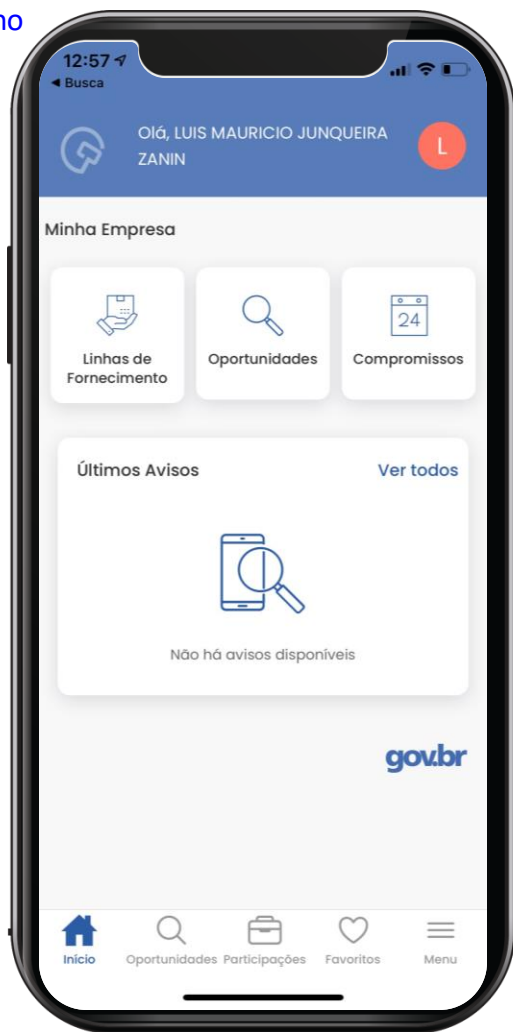 no
12:57
Busca
Olá, LUIS MAURICIO JUNQUEIRA
ZANIN
L
Minha Empresa
24
Linhas de
Fornecimento
Oportunidades
Compromissos
Últimos Avisos
Ver todos
Não há avisos disponíveis
gov.br
Início
Oportunidades
Participações
Favoritos
Menu